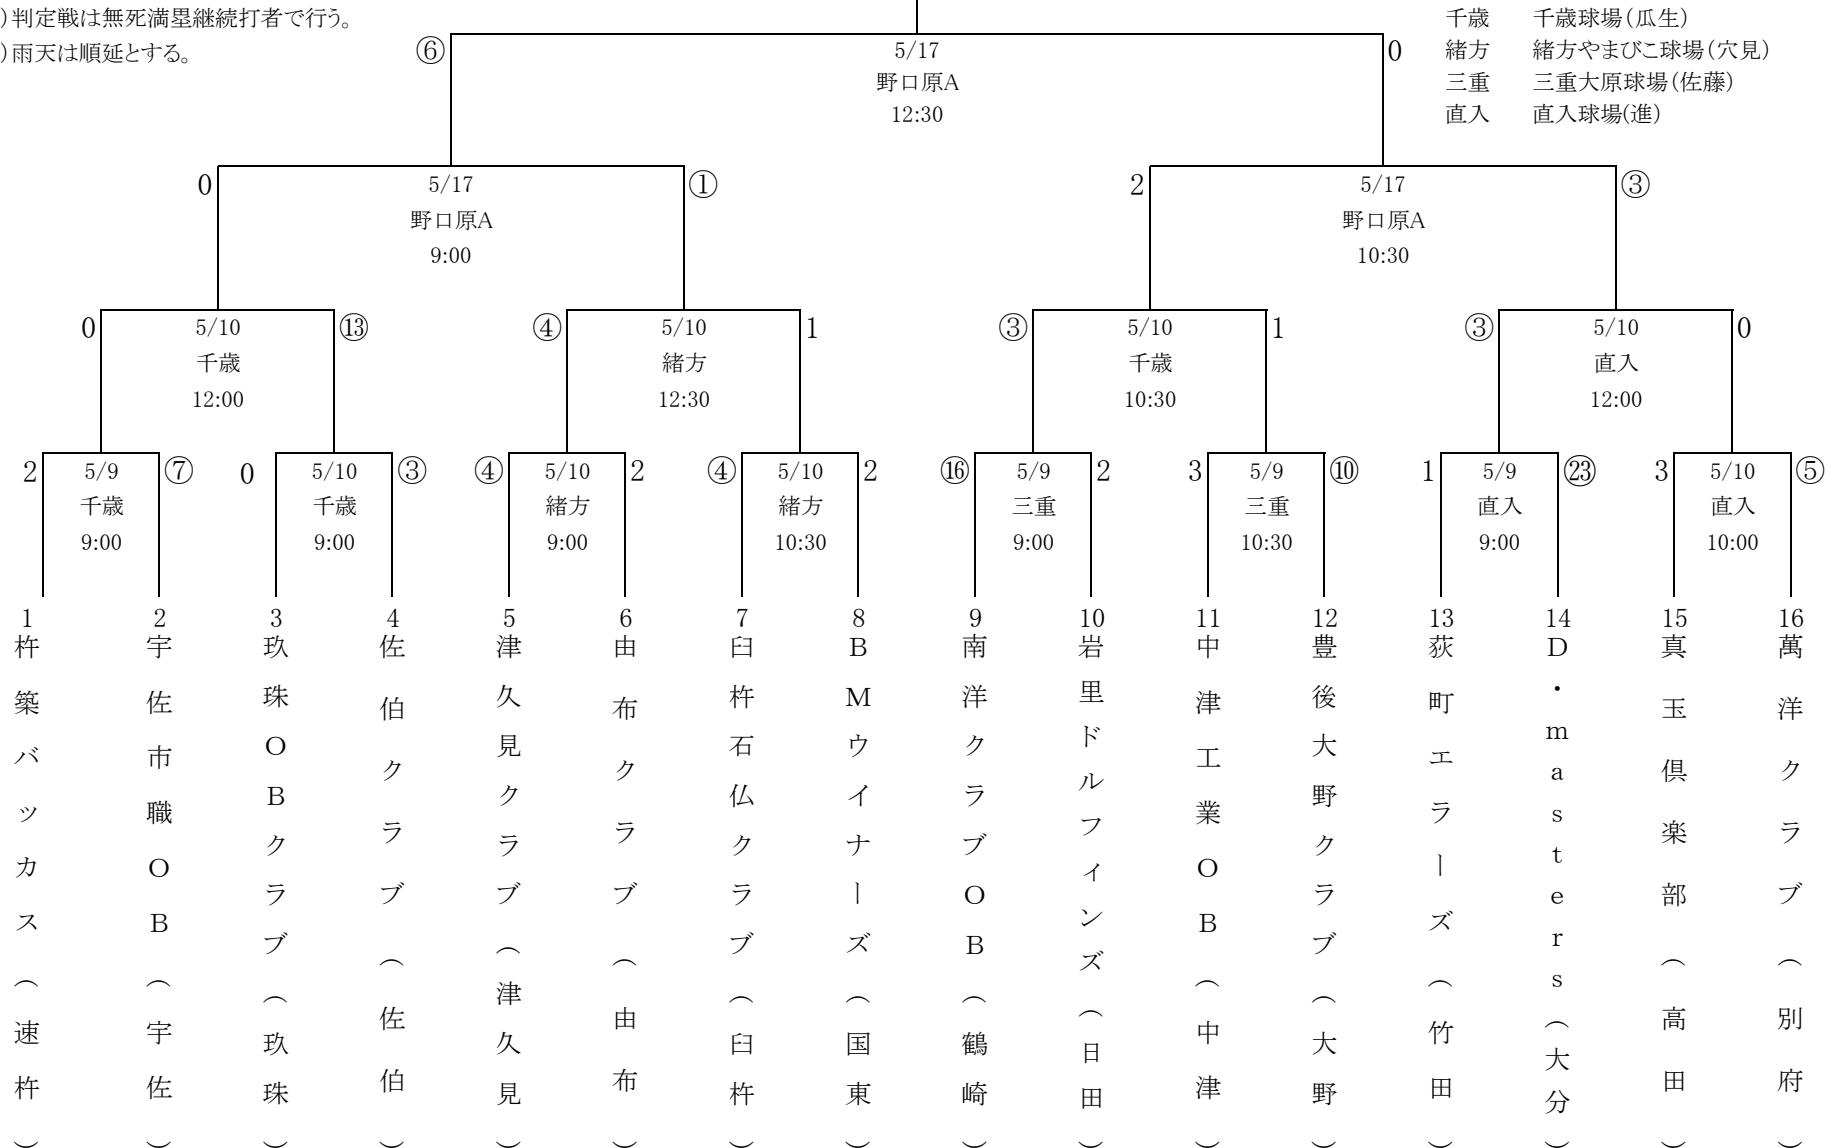 )判定戦は無死満塁継続打者で行う。
)雨天は順延とする。
千歳 千歳球場(瓜生)
緒方 緒方やまびこ球場(穴見)
三重 三重大原球場(佐藤)
直入 直入球場(進)
⑥ 5/17 0
野口原A
12:30
0 5/17 ① 2 5/17 ③
野口原A 野口原A
9:00 10:30
0 5/10 ⑬ ④ 5/10 1 ③ 5/10 1 ③ 5/10 0
千歳 緒方 千歳 直入
12:00 12:30 10:30 12:00
2 5/9 ⑦ 0 5/10 ③ ④ 5/10 2 ④ 5/10 2 ⑯ 5/9 2 3 5/9 ⑩ 1 5/9 ㉓ 3 5/10 ⑤
千歳 千歳 緒方 緒方 三重 三重 直入 直入
9:00 9:00 9:00 10:30 9:00 10:30 9:00 10:00
1 2 3 4 5 6 7 8 9 10 11 12 13 14 15 16
杵築バッカス(速杵)
宇佐市職OB(宇佐)
玖珠OBクラブ(玖珠)
佐伯クラブ(佐伯)
津久見クラブ(津久見)
由布クラブ(由布)
臼杵石仏クラブ(臼杵)
BMウイナーズ(国東)
南洋クラブOB(鶴崎)
岩里ドルフィンズ(日田)
中津工業OB(中津)
豊後大野クラブ(大野)
荻町エラーズ(竹田)
D・masters(大分)
真玉倶楽部(高田)
萬洋クラブ(別府)